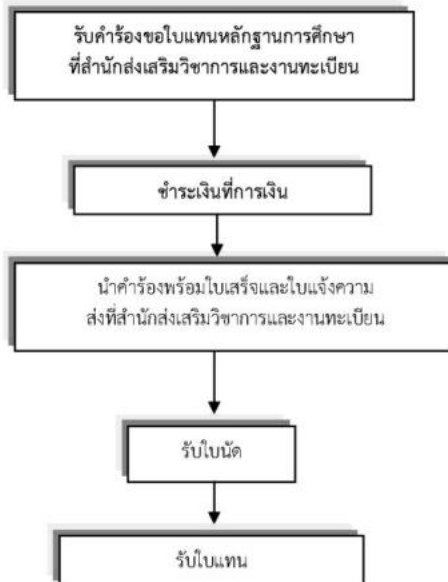 รับคำร้องขอใบแทนหลักฐานการศึกษา
ที่สำนักส่งเสริมวิชาการและงานทะเบียน
ชำระเงินที่การเงิน
นำคำร้องพร้อมใบเสร็จและใบแจ้งความ
ส่งที่สำนักส่งเสริมวิชาการและงานทะเบียน
รับใบนัด
รับใบแทน